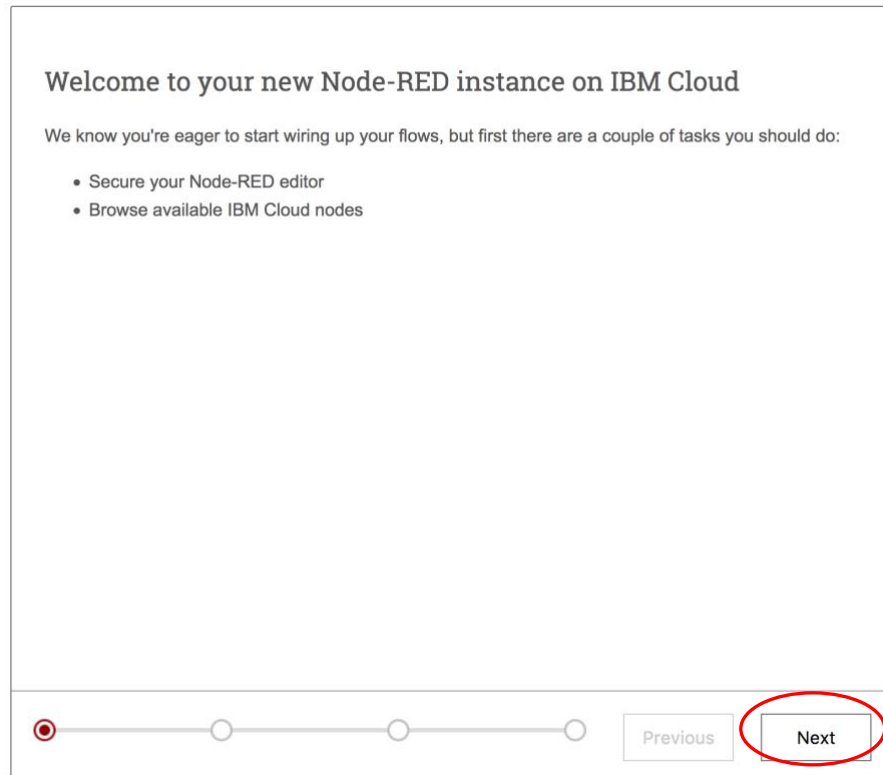 Welcome to your new Node-RED instance on IBM Cloud
We know you're eager to start wiring up your flows, but first there are a couple of tasks you should do:
• Secure your Node-RED editor
• Browse available IBM Cloud nodes
Previous
Next